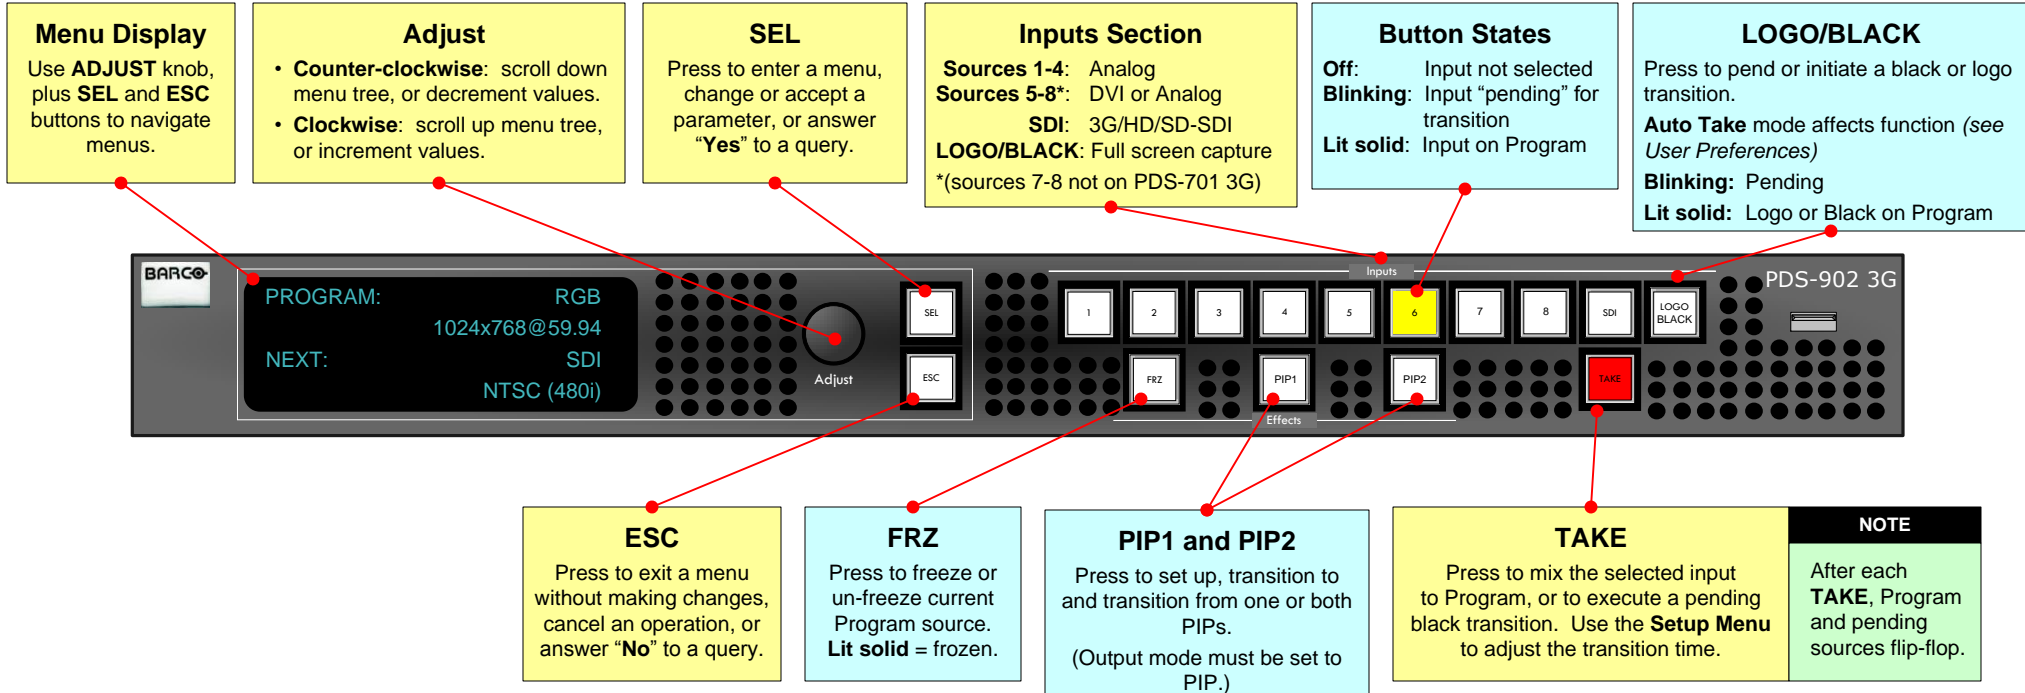 Menu Display
Use ADJUST knob,
plus SEL and ESC
buttons to navigate
menus.
Adjust
• Counter-clockwise: scroll down
menu tree, or decrement values.
• Clockwise: scroll up menu tree,
or increment values.
SEL
Press to enter a menu,
change or accept a
parameter, or answer
“Yes” to a query.
Inputs Section
Sources 1-4: Analog
Sources 5-8*: DVI or Analog
SDI: 3G/HD/SD-SDI
LOGO/BLACK: Full screen capture
*(sources 7-8 not on PDS-701 3G)
Button States
Off: Input not selected
Blinking: Input “pending” for
transition
Lit solid: Input on Program
LOGO/BLACK
Press to pend or initiate a black or logo
transition.
Auto Take mode affects function (see
User Preferences)
Blinking: Pending
Lit solid: Logo or Black on Program
BARCO
PROGRAM: RGB
1024x768@59.94
NEXT: SDI
NTSC (480i)
Adjust
SEL
ESC
Inputs
1
2
3
4
5
6
7
8
SDI
LOGO
BLACK
PDS-902 3G
FRZ
PIP1
PIP2
TAKE
Effects
ESC
Press to exit a menu
without making changes,
cancel an operation, or
answer “No” to a query.
FRZ
Press to freeze or
un-freeze current
Program source.
Lit solid = frozen.
PIP1 and PIP2
Press to set up, transition to
and transition from one or both
PIPs.
(Output mode must be set to
PIP.)
TAKE
Press to mix the selected input
to Program, or to execute a pending
black transition. Use the Setup Menu
to adjust the transition time.
NOTE
After each
TAKE, Program
and pending
sources flip-flop.